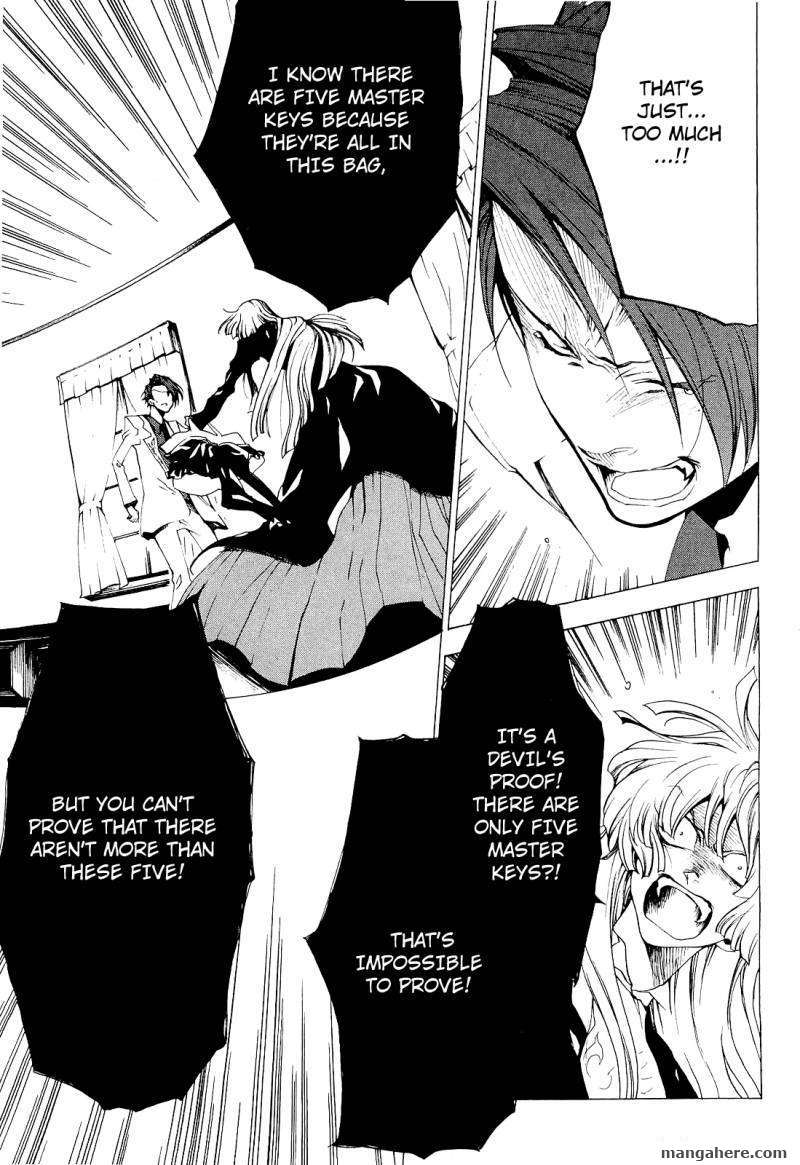 THAT'S
JUST...
TOO MUCH
...!!
I KNOW THERE
ARE FIVE MASTER
KEYS BECAUSE
THEY'RE ALL IN
THIS BAG,
IT'S A
DEVIL'S
PROOF!
THERE ARE
ONLY FIVE
MASTER
KEYS?!
THAT'S
IMPOSSIBLE
TO PROVE!
BUT YOU CAN'T
PROVE THAT THERE
AREN'T MORE THAN
THESE FIVE!
mangahere.com